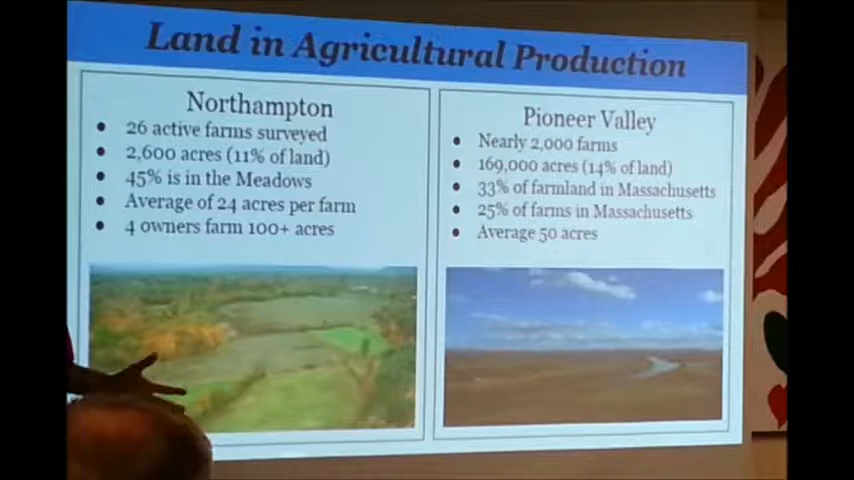 Land in Agricultural Production
Northampton
26 active farms surveyed
2,600 acres (11% of land)
45% is in the Meadows
Average of 24 acres per farm
4 owners farm 100+ acres
Pioneer Valley
Nearly 2,000 farms
169,000 acres (14% of land)
33% of farmland in Massachusetts
25% of farms in Massachusetts
Average 50 acres